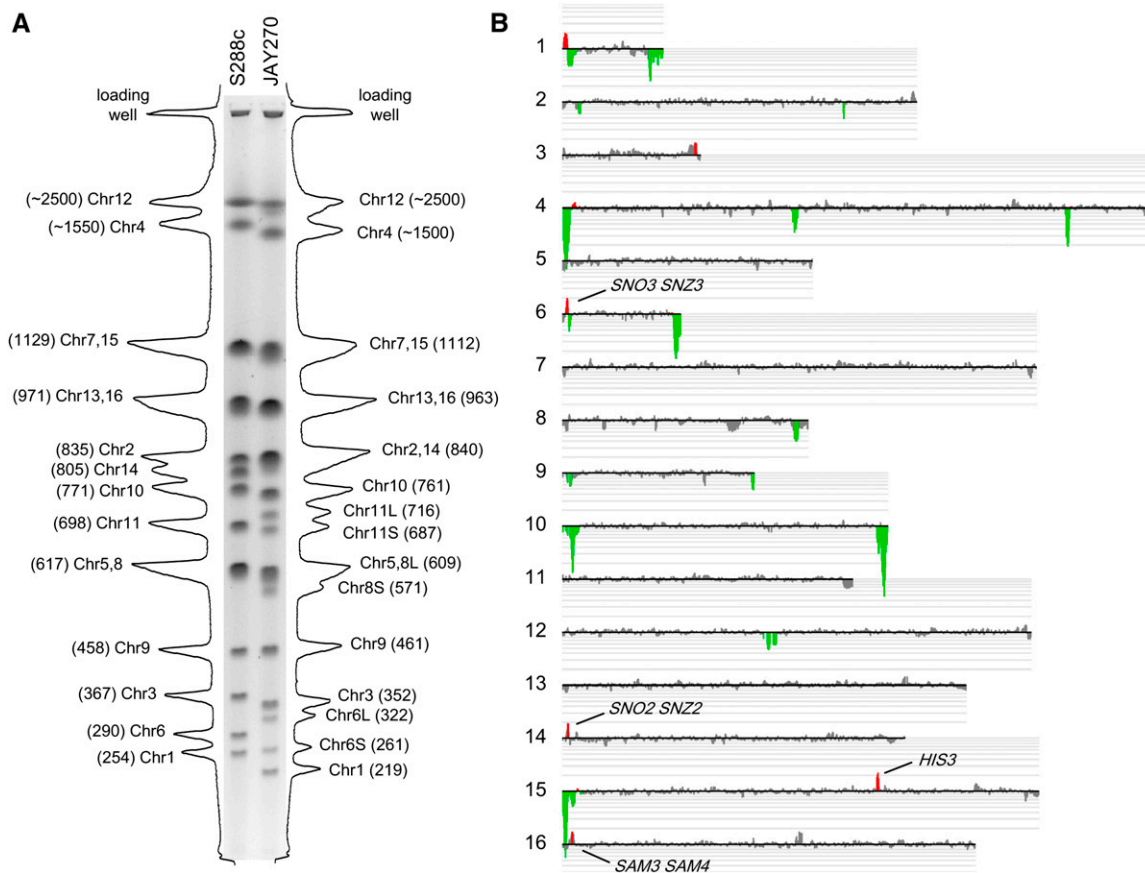 A
S288c
JAY270
loading
well
loading
well
(~2500) Chr12
(~1550) Chr4
(1129) Chr7,15
(971) Chr13,16
(835) Chr2
(805) Chr14
(771) Chr10
(698) Chr11
(617) Chr5,8
(458) Chr9
(367) Chr3
(290) Chr6
(254) Chr1
Chr12 (~2500)
Chr4 (~1500)
Chr7,15 (1112)
Chr13,16 (963)
Chr2,14 (840)
Chr10 (761)
Chr11L (716)
Chr11S (687)
Chr5,8L (609)
Chr8S (571)
Chr9 (461)
Chr3 (352)
Chr6L (322)
Chr6S (261)
Chr1 (219)
B
1
2
3
4
5
SNO3 SNZ3
6
7
8
9
10
11
12
13
SNO2 SNZ2
14
HIS3
15
16
SAM3 SAM4